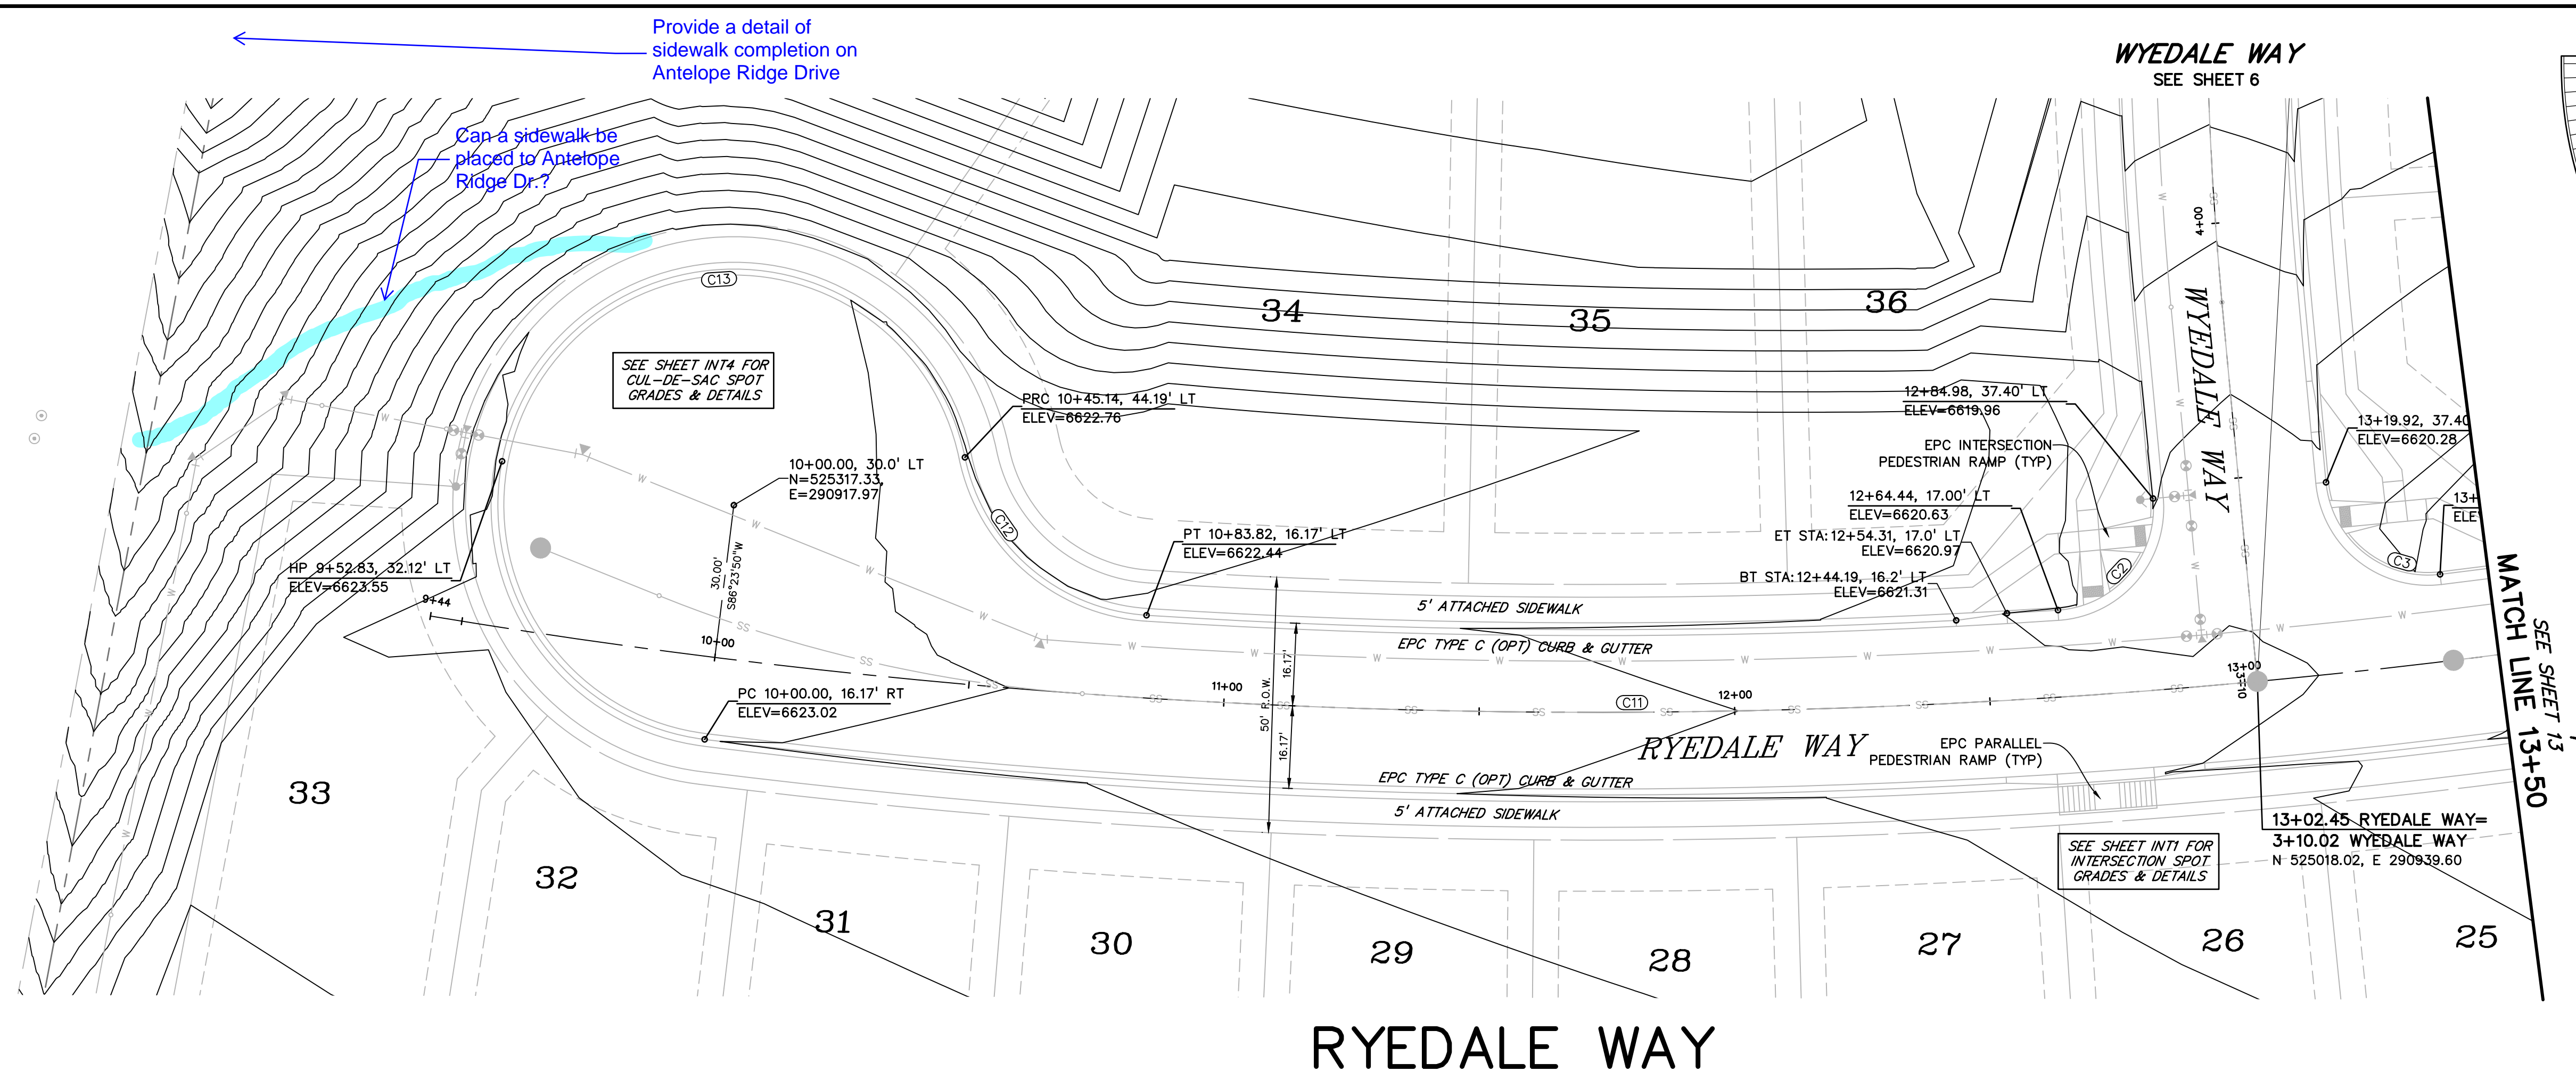 Provide a detail of
sidewalk completion on
Antelope Ridge Drive
WYEDALE WAY
SEE SHEET 6
Can a sidewalk be
placed to Antelope
Ridge Dr.?
C13
34
35
36
4+00
WYEDALE WAY
SEE SHEET INT4 FOR
CUL-DE-SAC SPOT
GRADES & DETAILS
PRC 10+45.14, 44.19' LT
ELEV=6622.76
12+84.98, 37.40' LT
ELEV=6619.96
13+19.92, 37.40
ELEV=6620.28
EPC INTERSECTION
PEDESTRIAN RAMP (TYP)
10+00.00, 30.0' LT
N=525317.33,
E=290917.97
12+64.44, 17.00' LT
ELEV=6620.63
13+
ELE
C12
PT 10+83.82, 16.17' LT
ELEV=6622.44
ET STA:12+54.31, 17.0' LT
ELEV=6620.97
BT STA:12+44.19, 16.2' LT
ELEV=6621.31
C2
C3
HP 9+52.83, 32.12' LT
ELEV=6623.55
9+44
30.00'
S86°23'50"W
10+00
5' ATTACHED SIDEWALK
EPC TYPE C (OPT) CURB & GUTTER
MATCH LINE 13+50
SEE SHEET 13
16.17'
50' R.O.W.
16.17'
PC 10+00.00, 16.17' RT
ELEV=6623.02
11+00
C11
12+00
13+00
13+10
RYEDALE WAY
EPC PARALLEL
PEDESTRIAN RAMP (TYP)
EPC TYPE C (OPT) CURB & GUTTER
5' ATTACHED SIDEWALK
13+02.45 RYEDALE WAY=
3+10.02 WYEDALE WAY
N 525018.02, E 290939.60
SEE SHEET INT1 FOR
INTERSECTION SPOT
GRADES & DETAILS
33
32
31
30
29
28
27
26
25
RYEDALE WAY